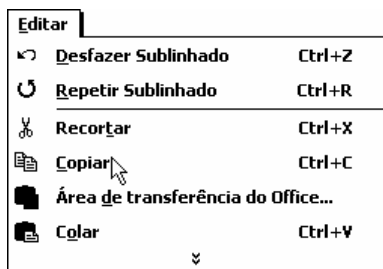 Editar
Desfazer Sublinhado Ctrl+Z
Repetir Sublinhado Ctrl+R
Recortar Ctrl+X
Copiar Ctrl+C
Área de transferência do Office...
Colar Ctrl+V